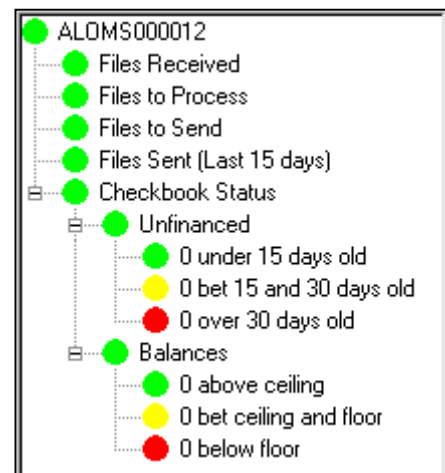 ALOMS000012
Files Received
Files to Process
Files to Send
Files Sent (Last 15 days)
Checkbook Status
Unfinanced
0 under 15 days old
0 bet 15 and 30 days old
0 over 30 days old
Balances
0 above ceiling
0 bet ceiling and floor
0 below floor